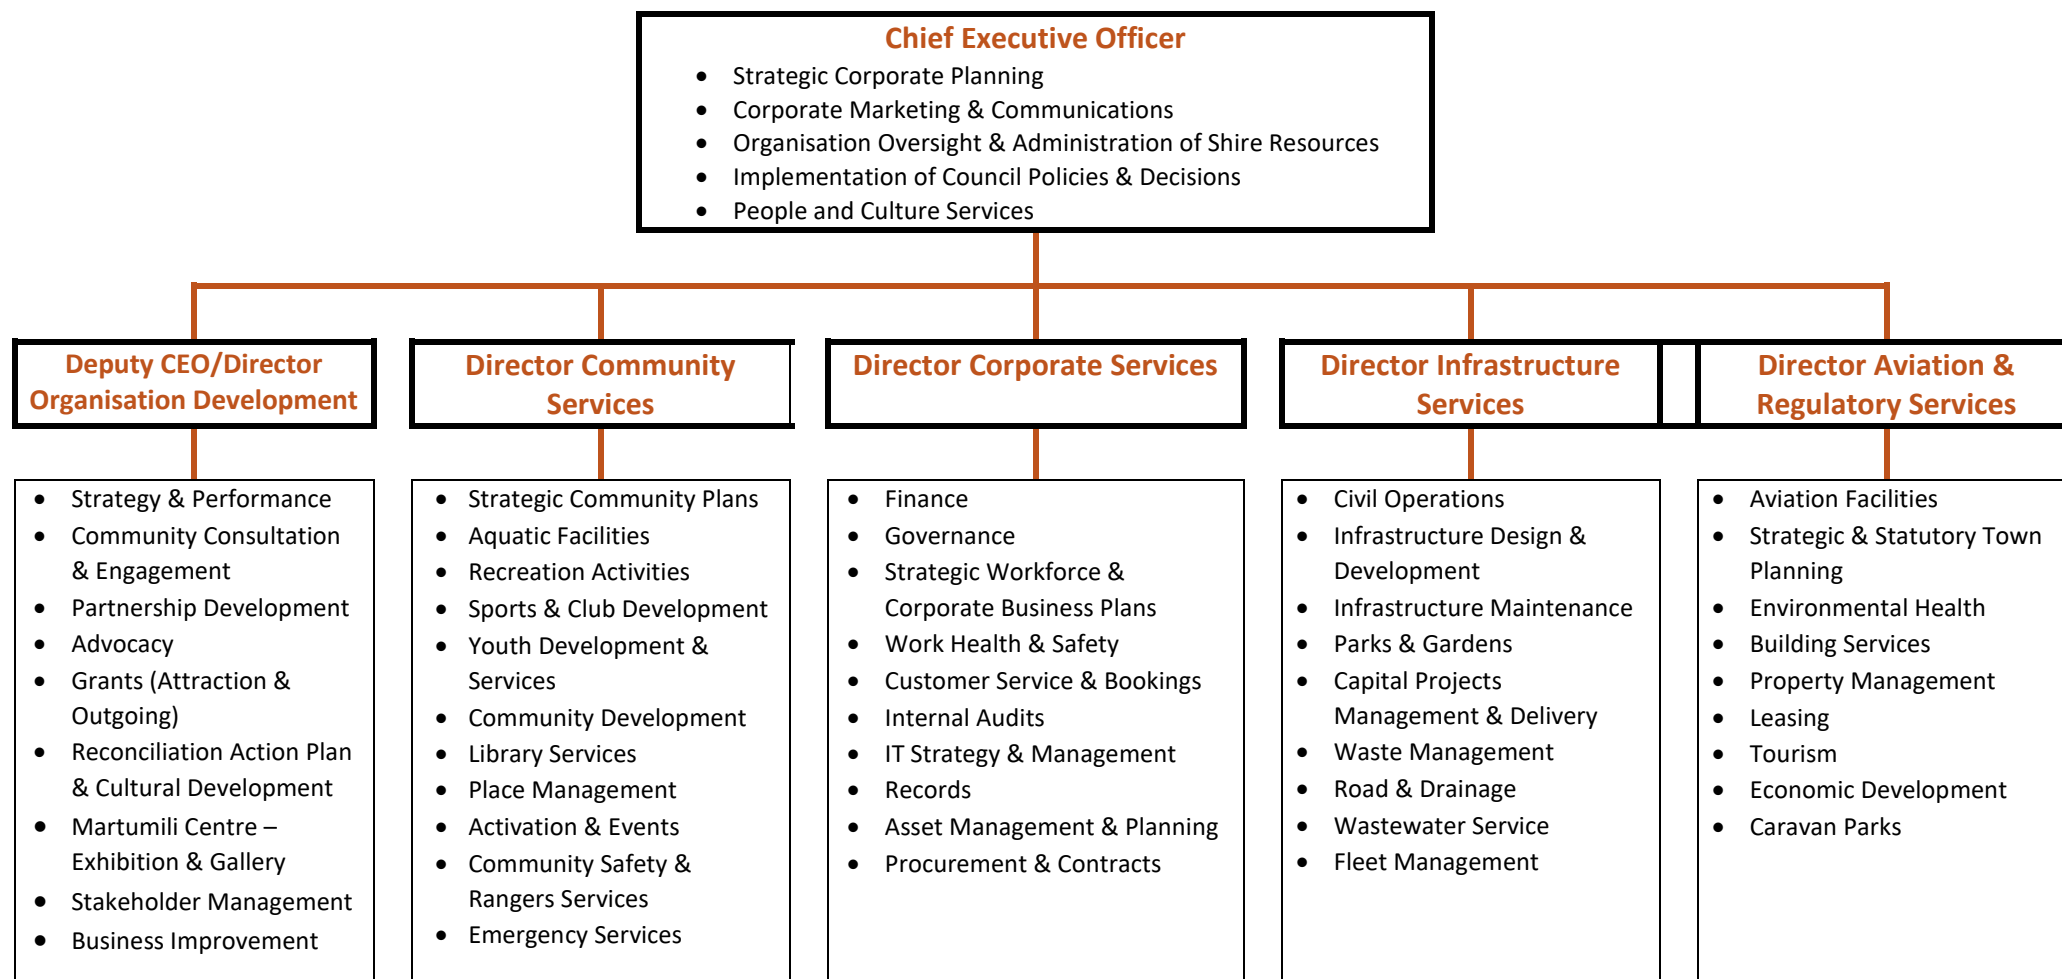 Chief Executive Officer
• Strategic Corporate Planning
• Corporate Marketing & Communications
• Organisation Oversight & Administration of Shire Resources
• Implementation of Council Policies & Decisions
• People and Culture Services
Deputy CEO/Director
Organisation Development
• Strategy & Performance
• Community Consultation
& Engagement
• Partnership Development
• Advocacy
• Grants (Attraction &
Outgoing)
• Reconciliation Action Plan
& Cultural Development
• Martumili Centre –
Exhibition & Gallery
• Stakeholder Management
• Business Improvement
Director Community
Services
• Strategic Community Plans
• Aquatic Facilities
• Recreation Activities
• Sports & Club Development
• Youth Development &
Services
• Community Development
• Library Services
• Place Management
• Activation & Events
• Community Safety &
Rangers Services
• Emergency Services
Director Corporate Services
• Finance
• Governance
• Strategic Workforce &
Corporate Business Plans
• Work Health & Safety
• Customer Service & Bookings
• Internal Audits
• IT Strategy & Management
• Records
• Asset Management & Planning
• Procurement & Contracts
Director Infrastructure
Services
• Civil Operations
• Infrastructure Design &
Development
• Infrastructure Maintenance
• Parks & Gardens
• Capital Projects
Management & Delivery
• Waste Management
• Road & Drainage
• Wastewater Service
• Fleet Management
Director Aviation &
Regulatory Services
• Aviation Facilities
• Strategic & Statutory Town
Planning
• Environmental Health
• Building Services
• Property Management
• Leasing
• Tourism
• Economic Development
• Caravan Parks